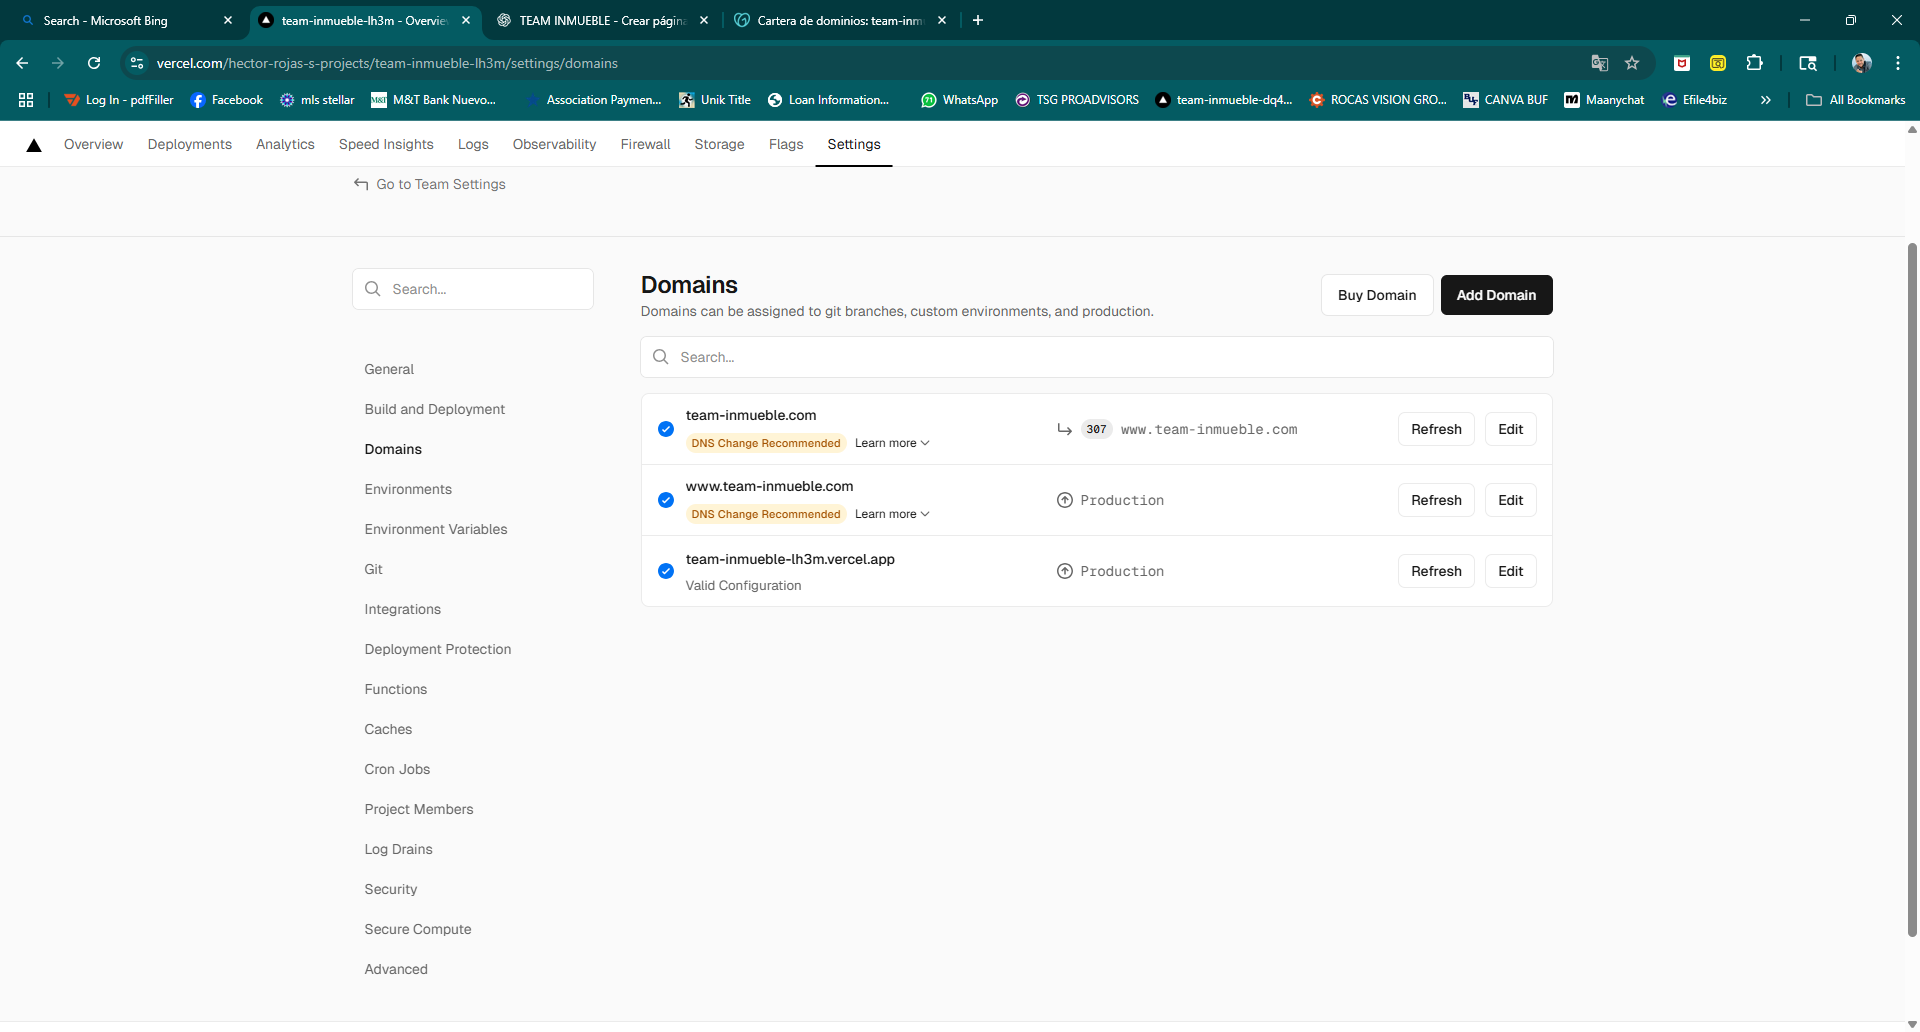 Search - Microsoft Bing
team-inmueble-lh3m - Overvie
TEAM INMUEBLE - Crear págin
Cartera de dominios: team-inm
vercel.com/hector-rojas-s-projects/team-inmueble-lh3m/settings/domains
Log In - pdfFiller
Facebook
mls stellar
M&T Bank Nuevo...
Association Paymen...
Unik Title
Loan Information...
WhatsApp
TSG PROADVISORS
team-inmueble-dq4...
ROCAS VISION GRO...
CANVA BUF
Maanychat
Efile4biz
All Bookmarks
Overview
Deployments
Analytics
Speed Insights
Logs
Observability
Firewall
Storage
Flags
Settings
Go to Team Settings
Search...
General
Build and Deployment
Domains
Environments
Environment Variables
Git
Integrations
Deployment Protection
Functions
Caches
Cron Jobs
Project Members
Log Drains
Security
Secure Compute
Advanced
Domains
Domains can be assigned to git branches, custom environments, and production.
Buy Domain
Add Domain
Search...
team-inmueble.com
DNS Change Recommended Learn more
307 www.team-inmueble.com
Refresh
Edit
www.team-inmueble.com
DNS Change Recommended Learn more
Production
Refresh
Edit
team-inmueble-lh3m.vercel.app
Valid Configuration
Production
Refresh
Edit